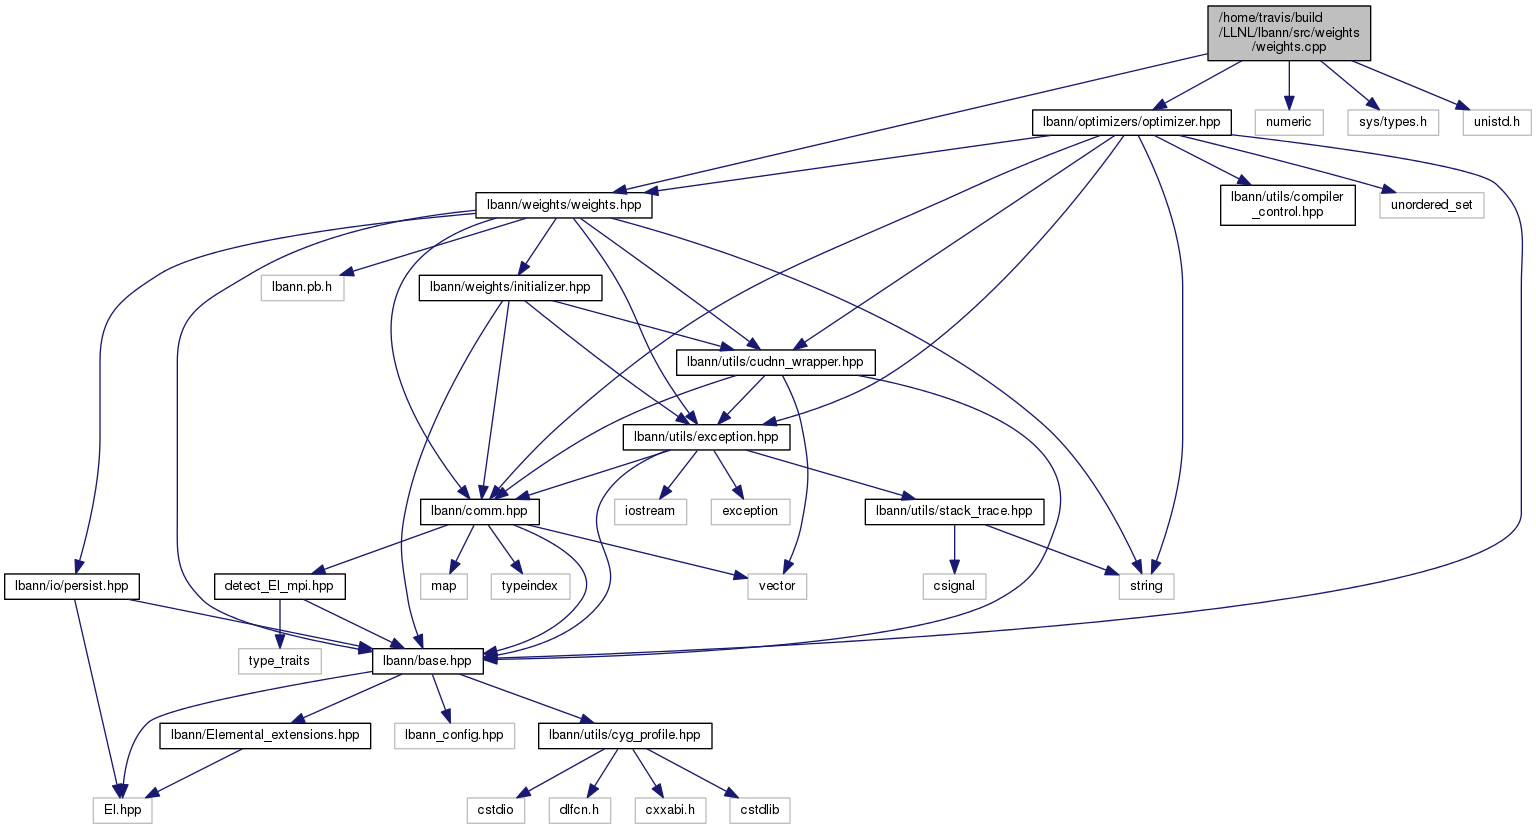 /home/travis/build
/LLNL/lbann/src/weights
/weights.cpp
lbann/optimizers/optimizer.hpp
numeric
sys/types.h
unistd.h
lbann/weights/weights.hpp
lbann/utils/compiler
_control.hpp
unordered_set
lbann.pb.h
lbann/weights/initializer.hpp
lbann/utils/cudnn_wrapper.hpp
lbann/utils/exception.hpp
lbann/comm.hpp
iostream
exception
lbann/utils/stack_trace.hpp
lbann/io/persist.hpp
detect_El_mpi.hpp
map
typeindex
vector
csignal
string
type_traits
lbann/base.hpp
lbann/Elemental_extensions.hpp
lbann_config.hpp
lbann/utils/cyg_profile.hpp
El.hpp
cstdio
dlfcn.h
cxxabi.h
cstdlib